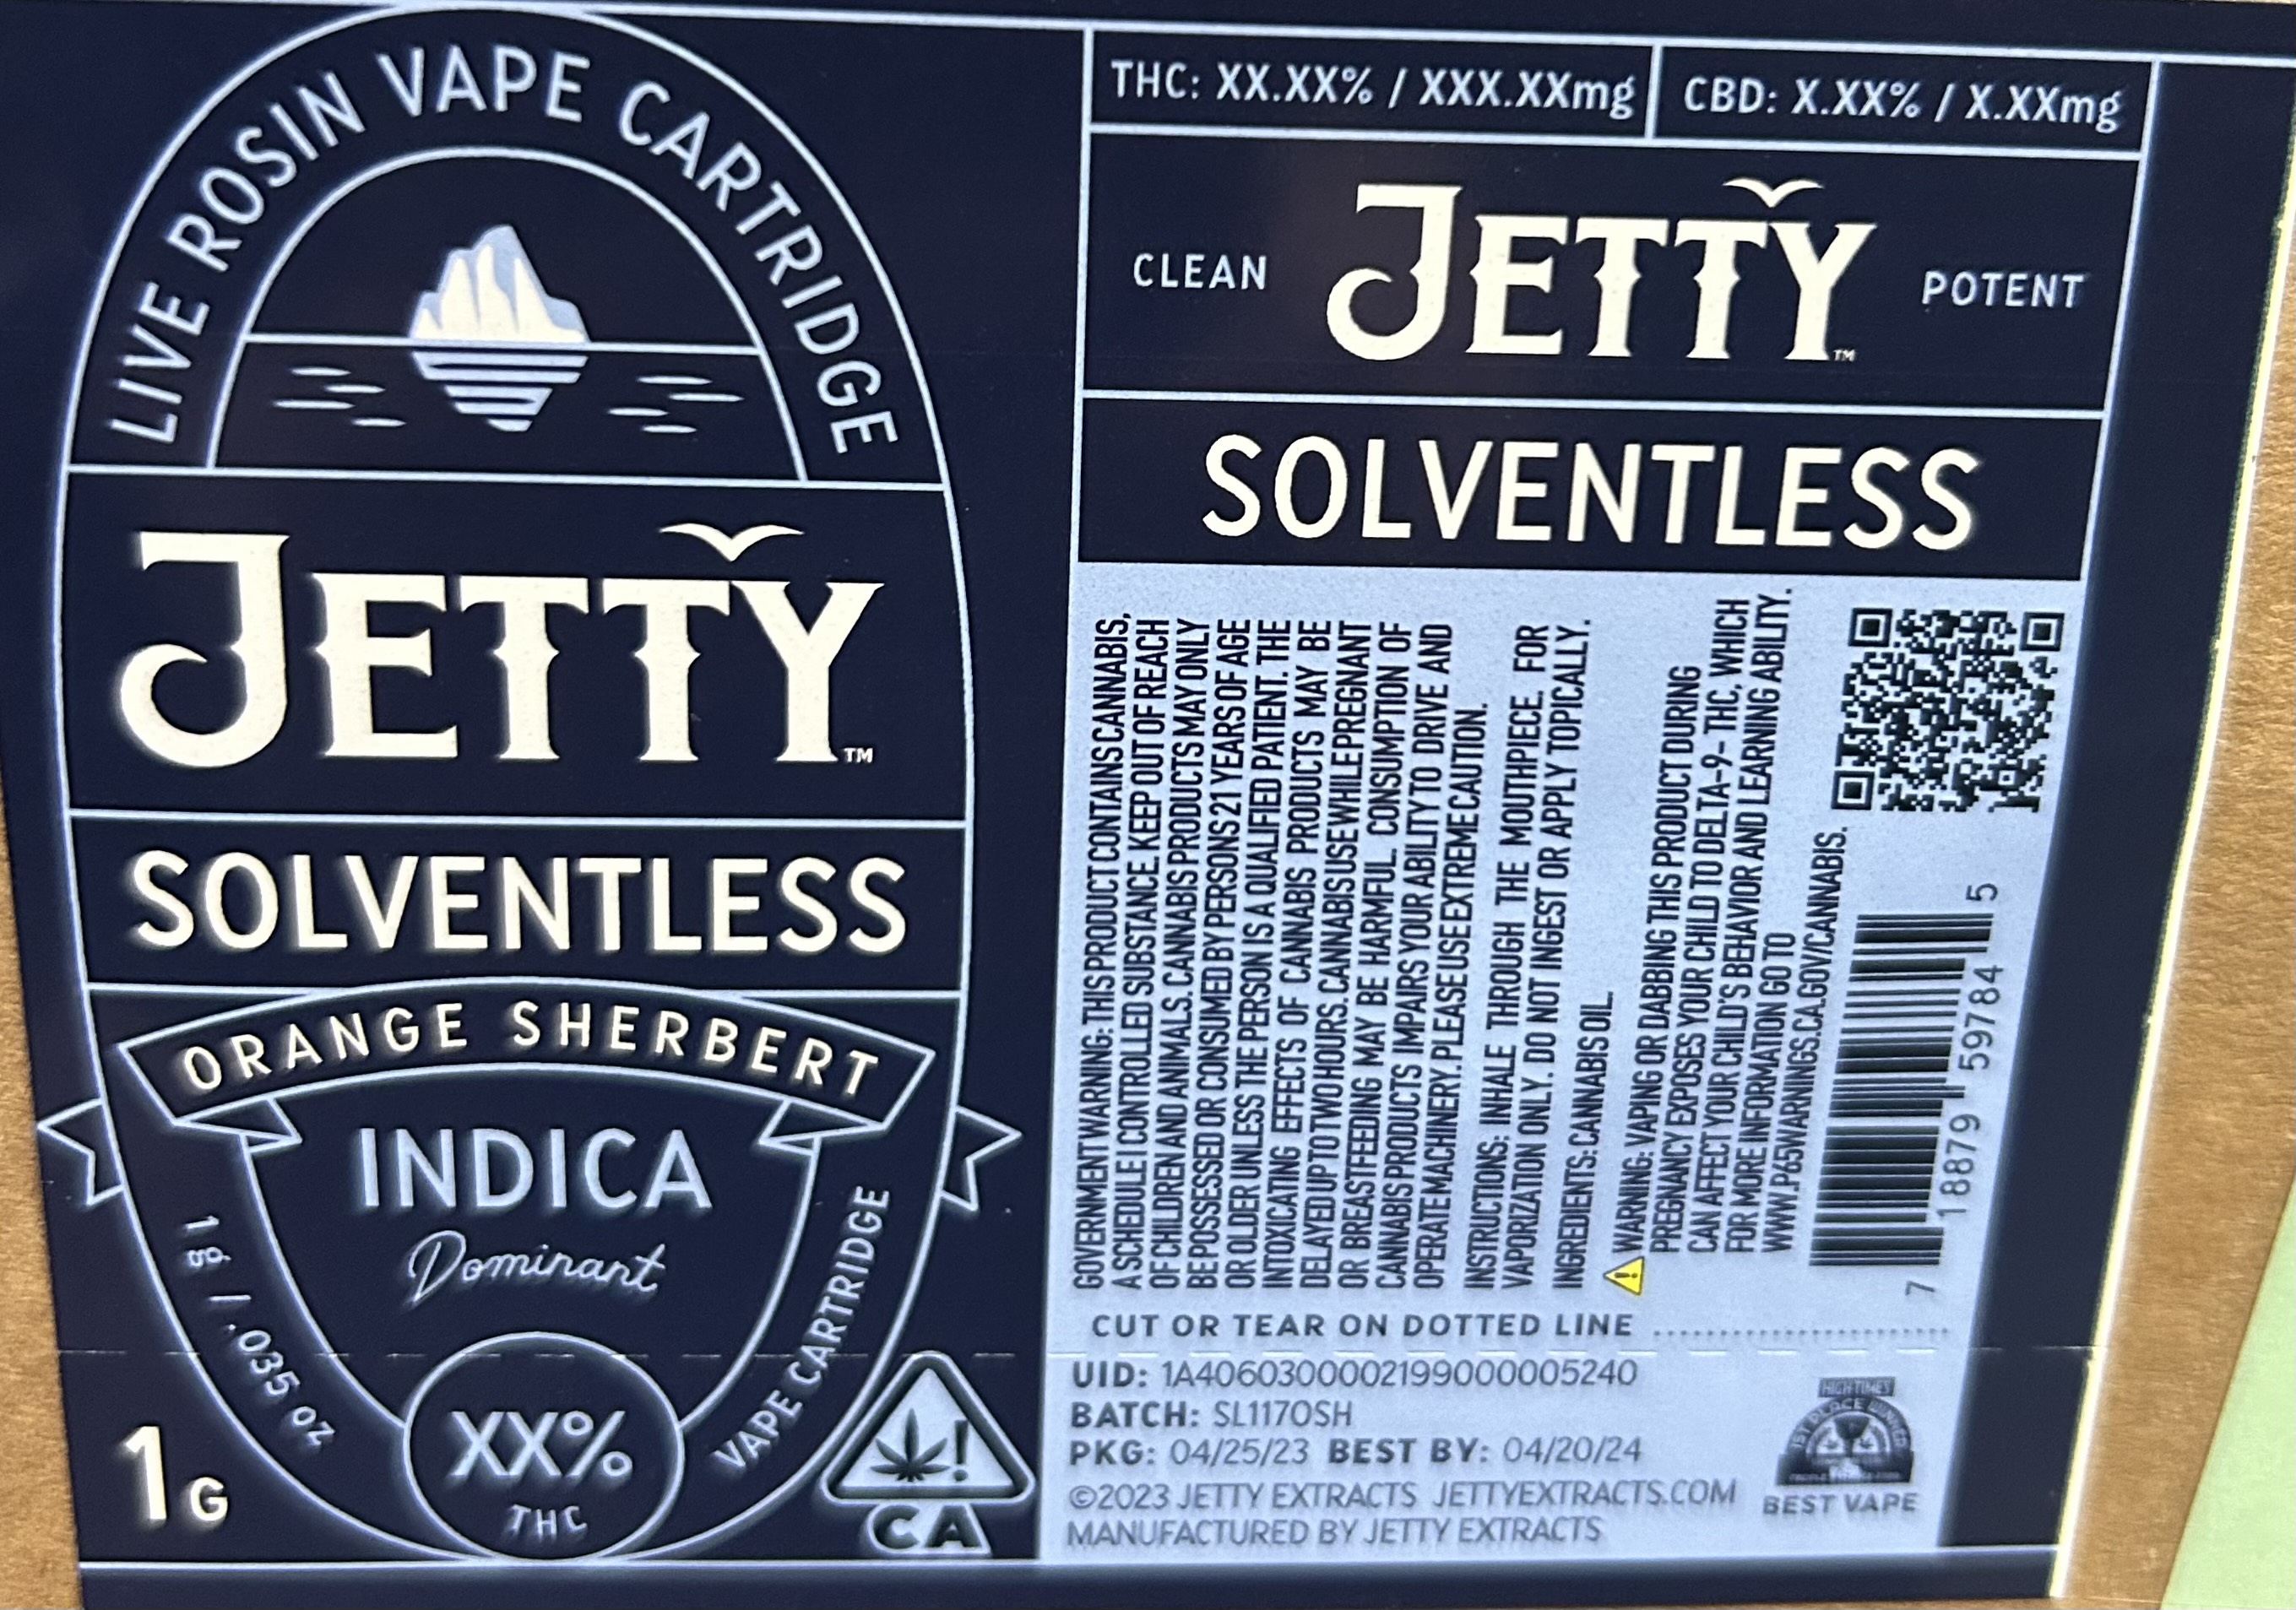 LIVE ROSIN VAPE CARTRIDGE
JETTY™
SOLVENTLESS
ORANGE SHERBERT
INDICA
Dominant
1g / .035 oz
VAPE CARTRIDGE
XX%
THC
1G
CA
THC: XX.XX% / XXX.XXmg
CBD: X.XX% / X.XXmg
CLEAN
JETTY™
POTENT
SOLVENTLESS
GOVERNMENT WARNING: THIS PRODUCT CONTAINS CANNABIS,
A SCHEDULE I CONTROLLED SUBSTANCE. KEEP OUT OF REACH
OF CHILDREN AND ANIMALS. CANNABIS PRODUCTS MAY ONLY
BE POSSESSED OR CONSUMED BY PERSONS 21 YEARS OF AGE
OR OLDER UNLESS THE PERSON IS A QUALIFIED PATIENT. THE
INTOXICATING EFFECTS OF CANNABIS PRODUCTS MAY BE
DELAYED UP TO TWO HOURS. CANNABIS USE WHILE PREGNANT
OR BREASTFEEDING MAY BE HARMFUL. CONSUMPTION OF
CANNABIS PRODUCTS IMPAIRS YOUR ABILITY TO DRIVE AND
OPERATE MACHINERY. PLEASE USE EXTREME CAUTION.
INSTRUCTIONS: INHALE THROUGH THE MOUTHPIECE. FOR
VAPORIZATION ONLY. DO NOT INGEST OR APPLY TOPICALLY.
INGREDIENTS: CANNABIS OIL.
WARNING: VAPING OR DABBING THIS PRODUCT DURING
PREGNANCY EXPOSES YOUR CHILD TO DELTA-9- THC, WHICH
CAN AFFECT YOUR CHILD'S BEHAVIOR AND LEARNING ABILITY.
FOR MORE INFORMATION GO TO
WWW.P65WARNINGS.CA.GOV/CANNABIS.
7 18879 59784 5
CUT OR TEAR ON DOTTED LINE
UID: 1A4060300002199000005240
BATCH: SL117OSH
PKG: 04/25/23 BEST BY: 04/20/24
©2023 JETTY EXTRACTS JETTYEXTRACTS.COM
MANUFACTURED BY JETTY EXTRACTS
HIGH TIMES
1ST PLACE WINNER
BEST VAPE